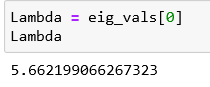 Lambda = eig_vals[0]
Lambda
5.662199066267323